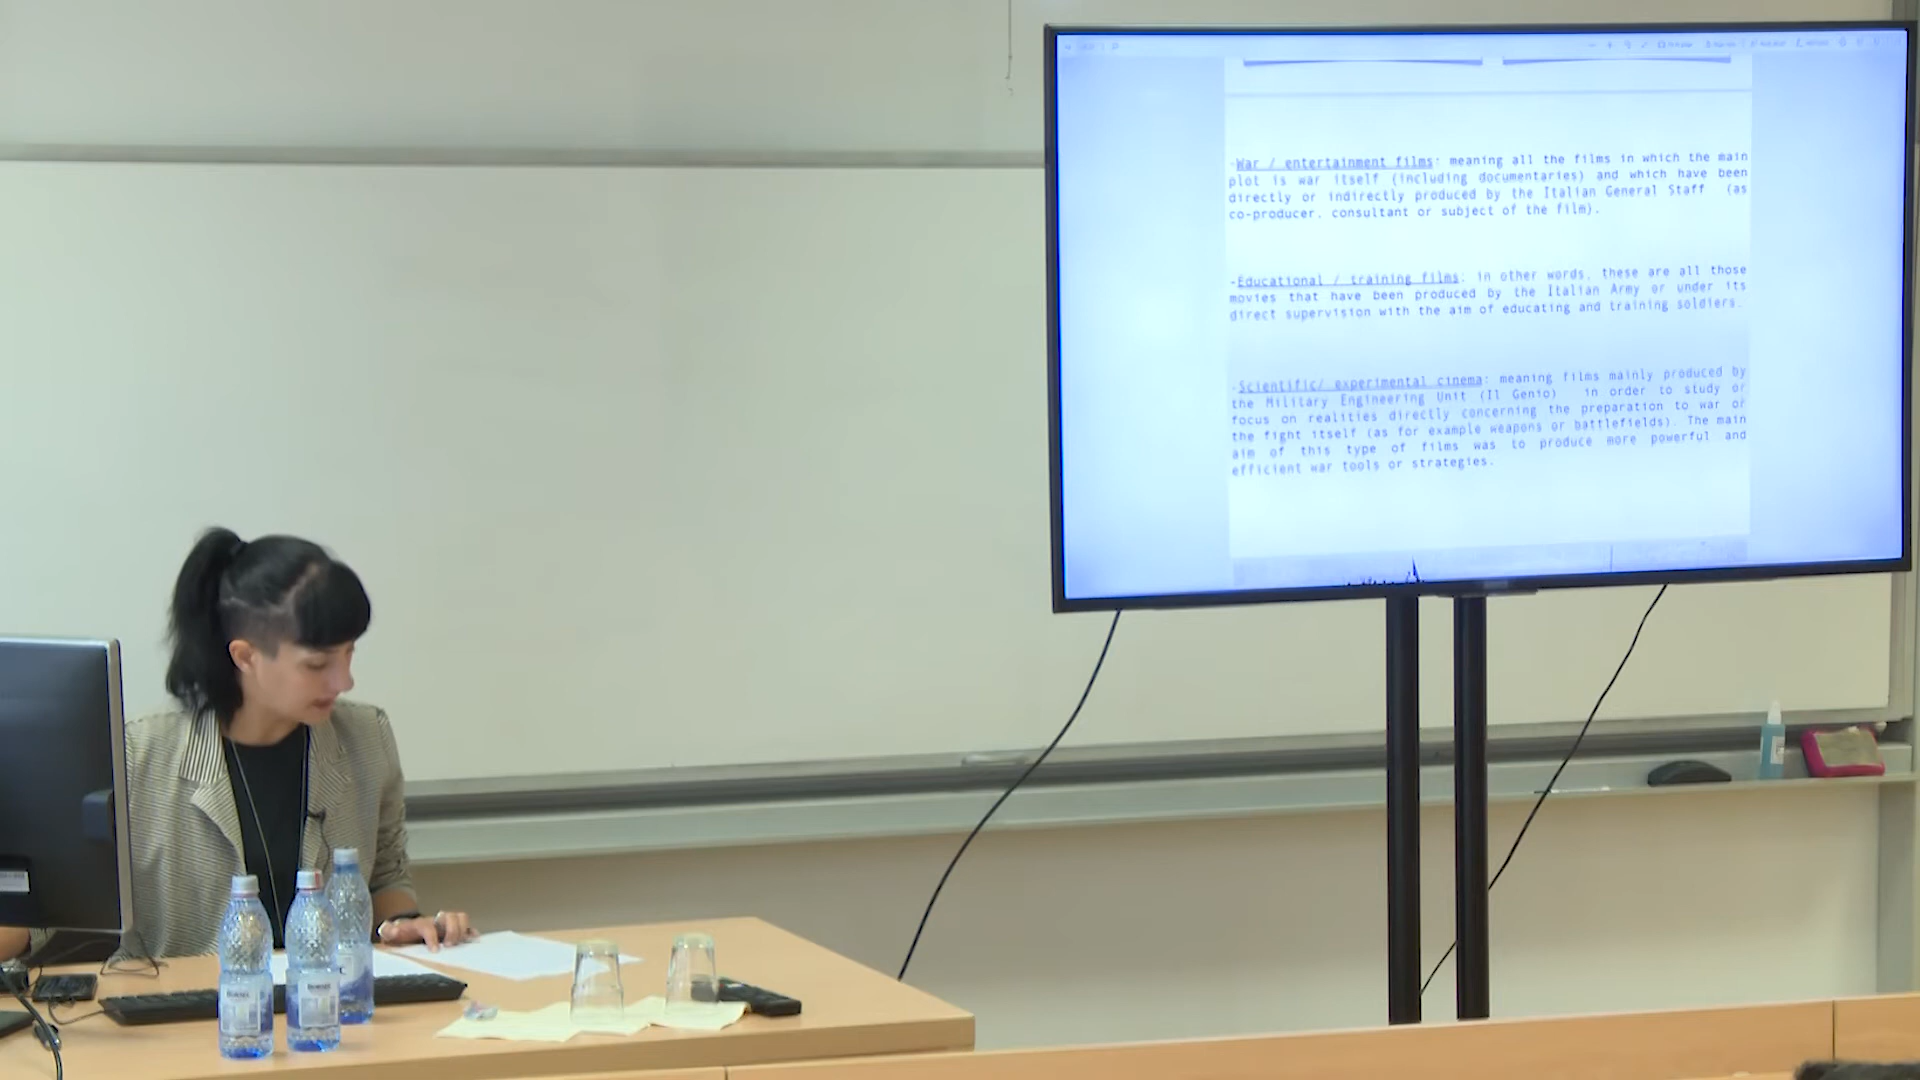 -War / entertainment films: meaning all the films in which the main
plot is war itself (including documentaries) and which have been
directly or indirectly produced by the Italian General Staff (as
co-producer, consultant or subject of the film).
-Educational / training films: in other words, these are all those
movies that have been produced by the Italian Army or under its
direct supervision with the aim of educating and training soldiers.
-Scientific/ experimental cinema: meaning films mainly produced by
the Military Engineering Unit (Il Genio) in order to study or
focus on realities directly concerning the preparation to war or
the fight itself (as for example weapons or battlefields). The main
aim of this type of films was to produce more powerful and
efficient war tools or strategies.